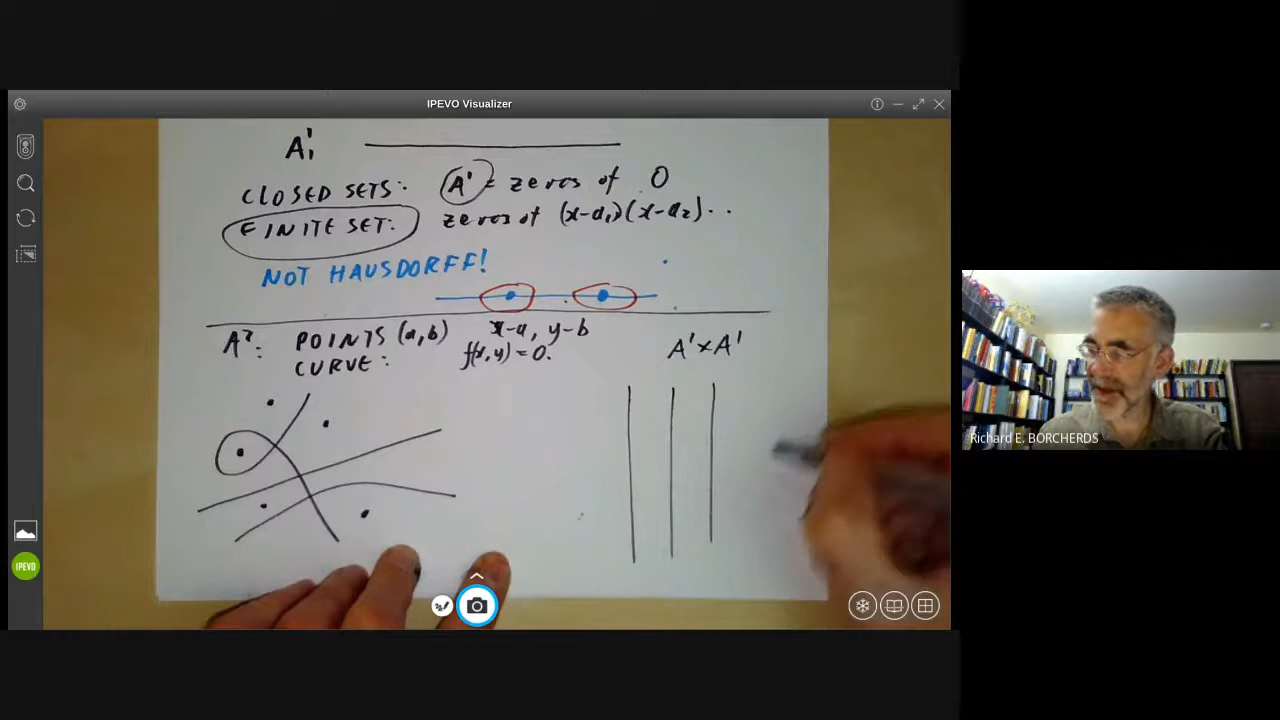 IPEVO Visualizer
A¹
CLOSED SETS: A¹ = zeros of 0
FINITE SET: zeros of (x-a₁)(x-a₂)..
NOT HAUSDORFF!
A²: POINTS (a,b) x-a, y-b
CURVE: f(x,y)=0.
A¹×A¹
Richard E. BORCHERDS
IPEVO